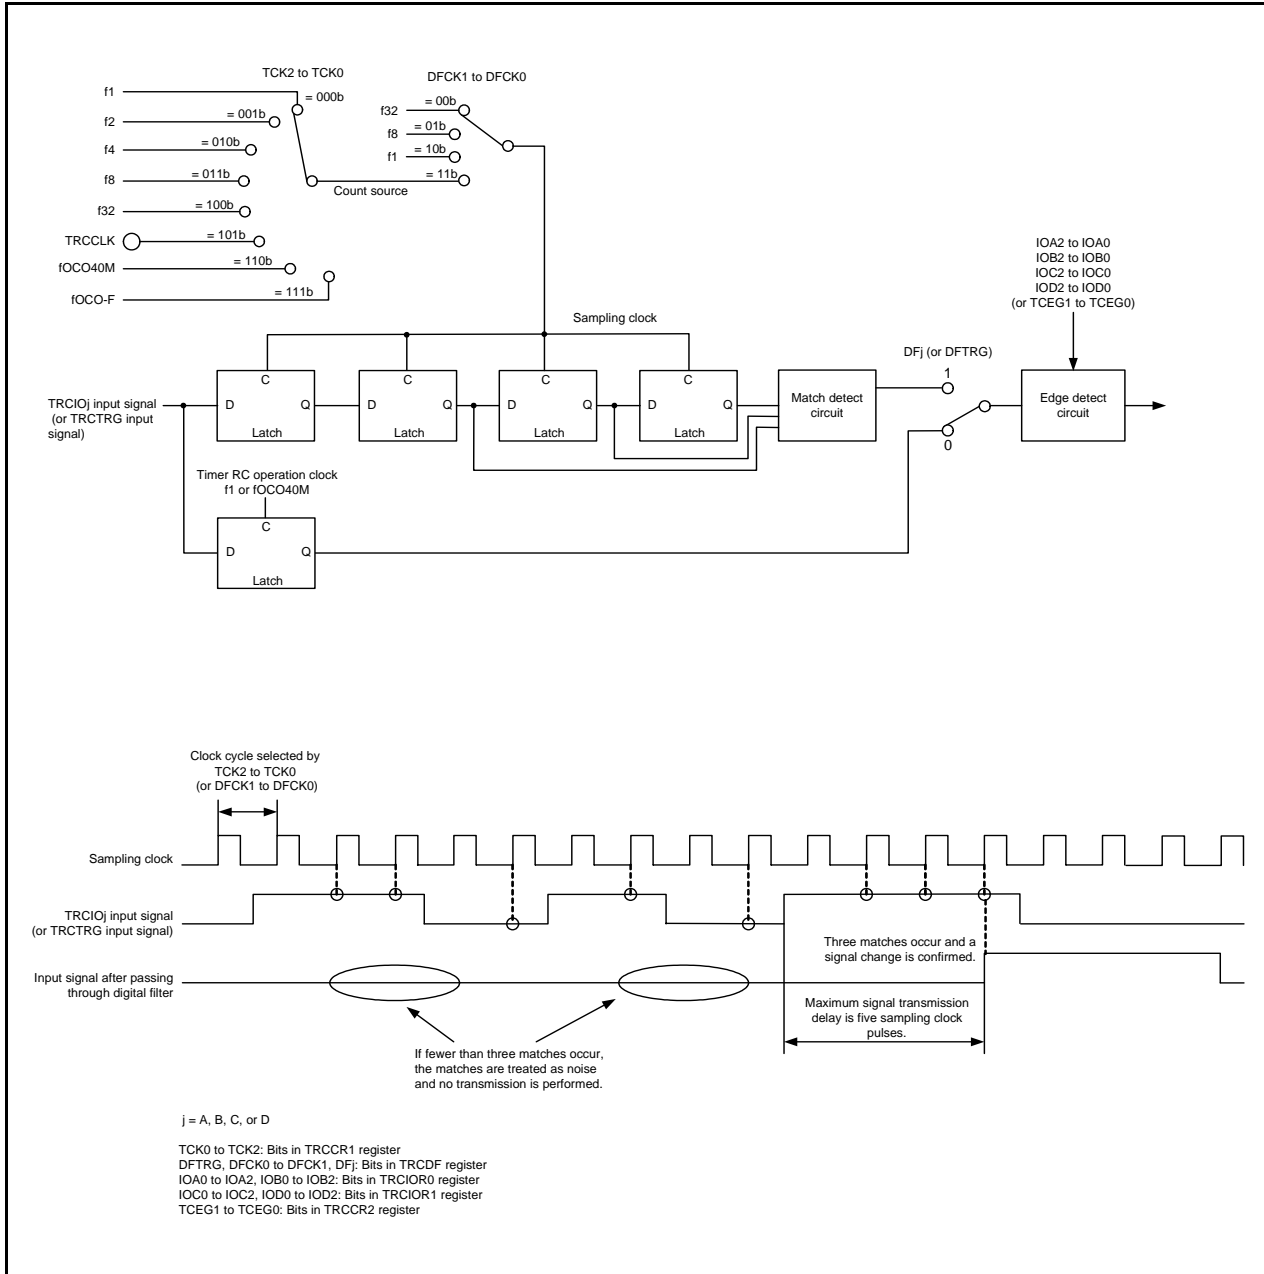 TCK2 to TCK0
DFCK1 to DFCK0
f1
= 000b
f2
= 001b
f4
= 010b
f8
= 011b
f32
= 100b
TRCCLK
= 101b
fOCO40M
= 110b
fOCO-F
= 111b
Count source
f32
= 00b
f8
= 01b
f1
= 10b
= 11b
IOA2 to IOA0
IOB2 to IOB0
IOC2 to IOC0
IOD2 to IOD0
(or TCEG1 to TCEG0)
Sampling clock
DFj (or DFTRG)
1
0
TRCIOj input signal
(or TRCTRG input
signal)
C
D Q
Latch
C
D Q
Latch
C
D Q
Latch
C
D Q
Latch
Match detect
circuit
Edge detect
circuit
Timer RC operation clock
f1 or fOCO40M
C
D Q
Latch
Clock cycle selected by
TCK2 to TCK0
(or DFCK1 to DFCK0)
Sampling clock
TRCIOj input signal
(or TRCTRG input signal)
Three matches occur and a
signal change is confirmed.
Input signal after passing
through digital filter
Maximum signal transmission
delay is five sampling clock
pulses.
If fewer than three matches occur,
the matches are treated as noise
and no transmission is performed.
j = A, B, C, or D
TCK0 to TCK2: Bits in TRCCR1 register
DFTRG, DFCK0 to DFCK1, DFj: Bits in TRCDF register
IOA0 to IOA2, IOB0 to IOB2: Bits in TRCIOR0 register
IOC0 to IOC2, IOD0 to IOD2: Bits in TRCIOR1 register
TCEG1 to TCEG0: Bits in TRCCR2 register